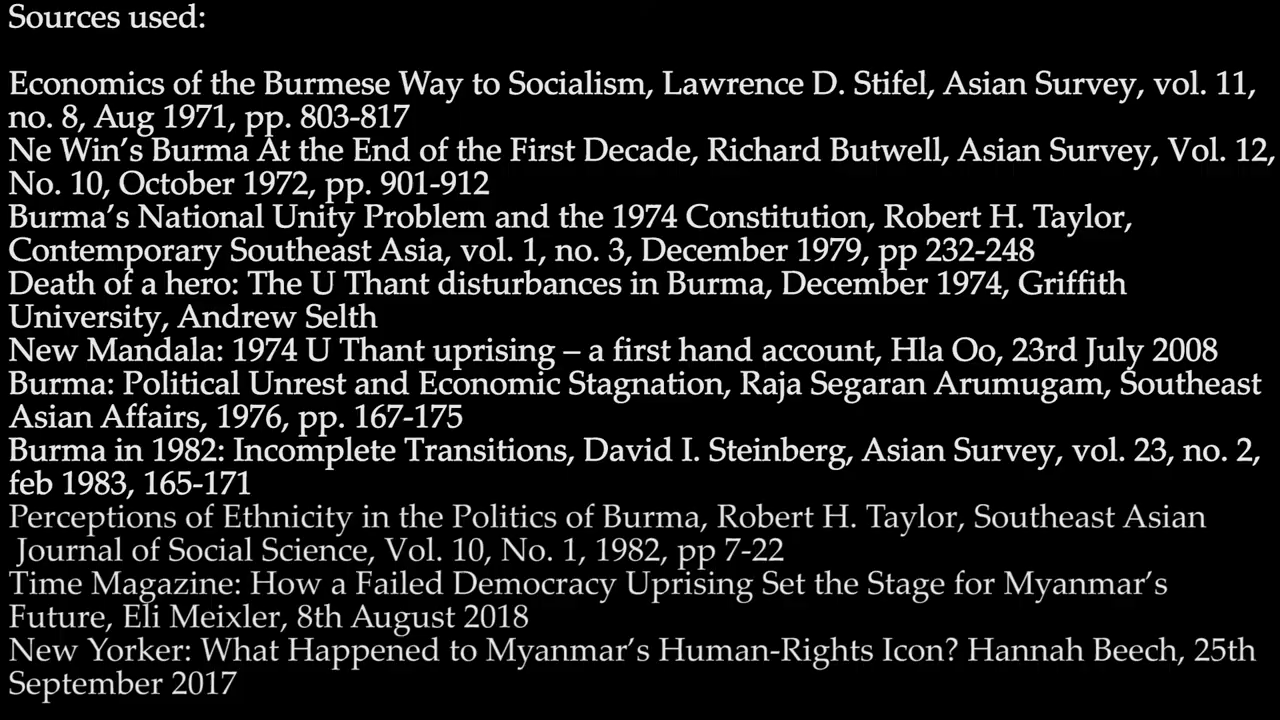 Sources used:
Economics of the Burmese Way to Socialism, Lawrence D. Stifel, Asian Survey, vol. 11,
no. 8, Aug 1971, pp. 803-817
Ne Win’s Burma At the End of the First Decade, Richard Butwell, Asian Survey, Vol. 12,
No. 10, October 1972, pp. 901-912
Burma’s National Unity Problem and the 1974 Constitution, Robert H. Taylor,
Contemporary Southeast Asia, vol. 1, no. 3, December 1979, pp 232-248
Death of a hero: The U Thant disturbances in Burma, December 1974, Griffith
University, Andrew Selth
New Mandala: 1974 U Thant uprising – a first hand account, Hla Oo, 23rd July 2008
Burma: Political Unrest and Economic Stagnation, Raja Segaran Arumugam, Southeast
Asian Affairs, 1976, pp. 167-175
Burma in 1982: Incomplete Transitions, David I. Steinberg, Asian Survey, vol. 23, no. 2,
feb 1983, 165-171
Perceptions of Ethnicity in the Politics of Burma, Robert H. Taylor, Southeast Asian
Journal of Social Science, Vol. 10, No. 1, 1982, pp 7-22
Time Magazine: How a Failed Democracy Uprising Set the Stage for Myanmar’s
Future, Eli Meixler, 8th August 2018
New Yorker: What Happened to Myanmar’s Human-Rights Icon? Hannah Beech, 25th
September 2017